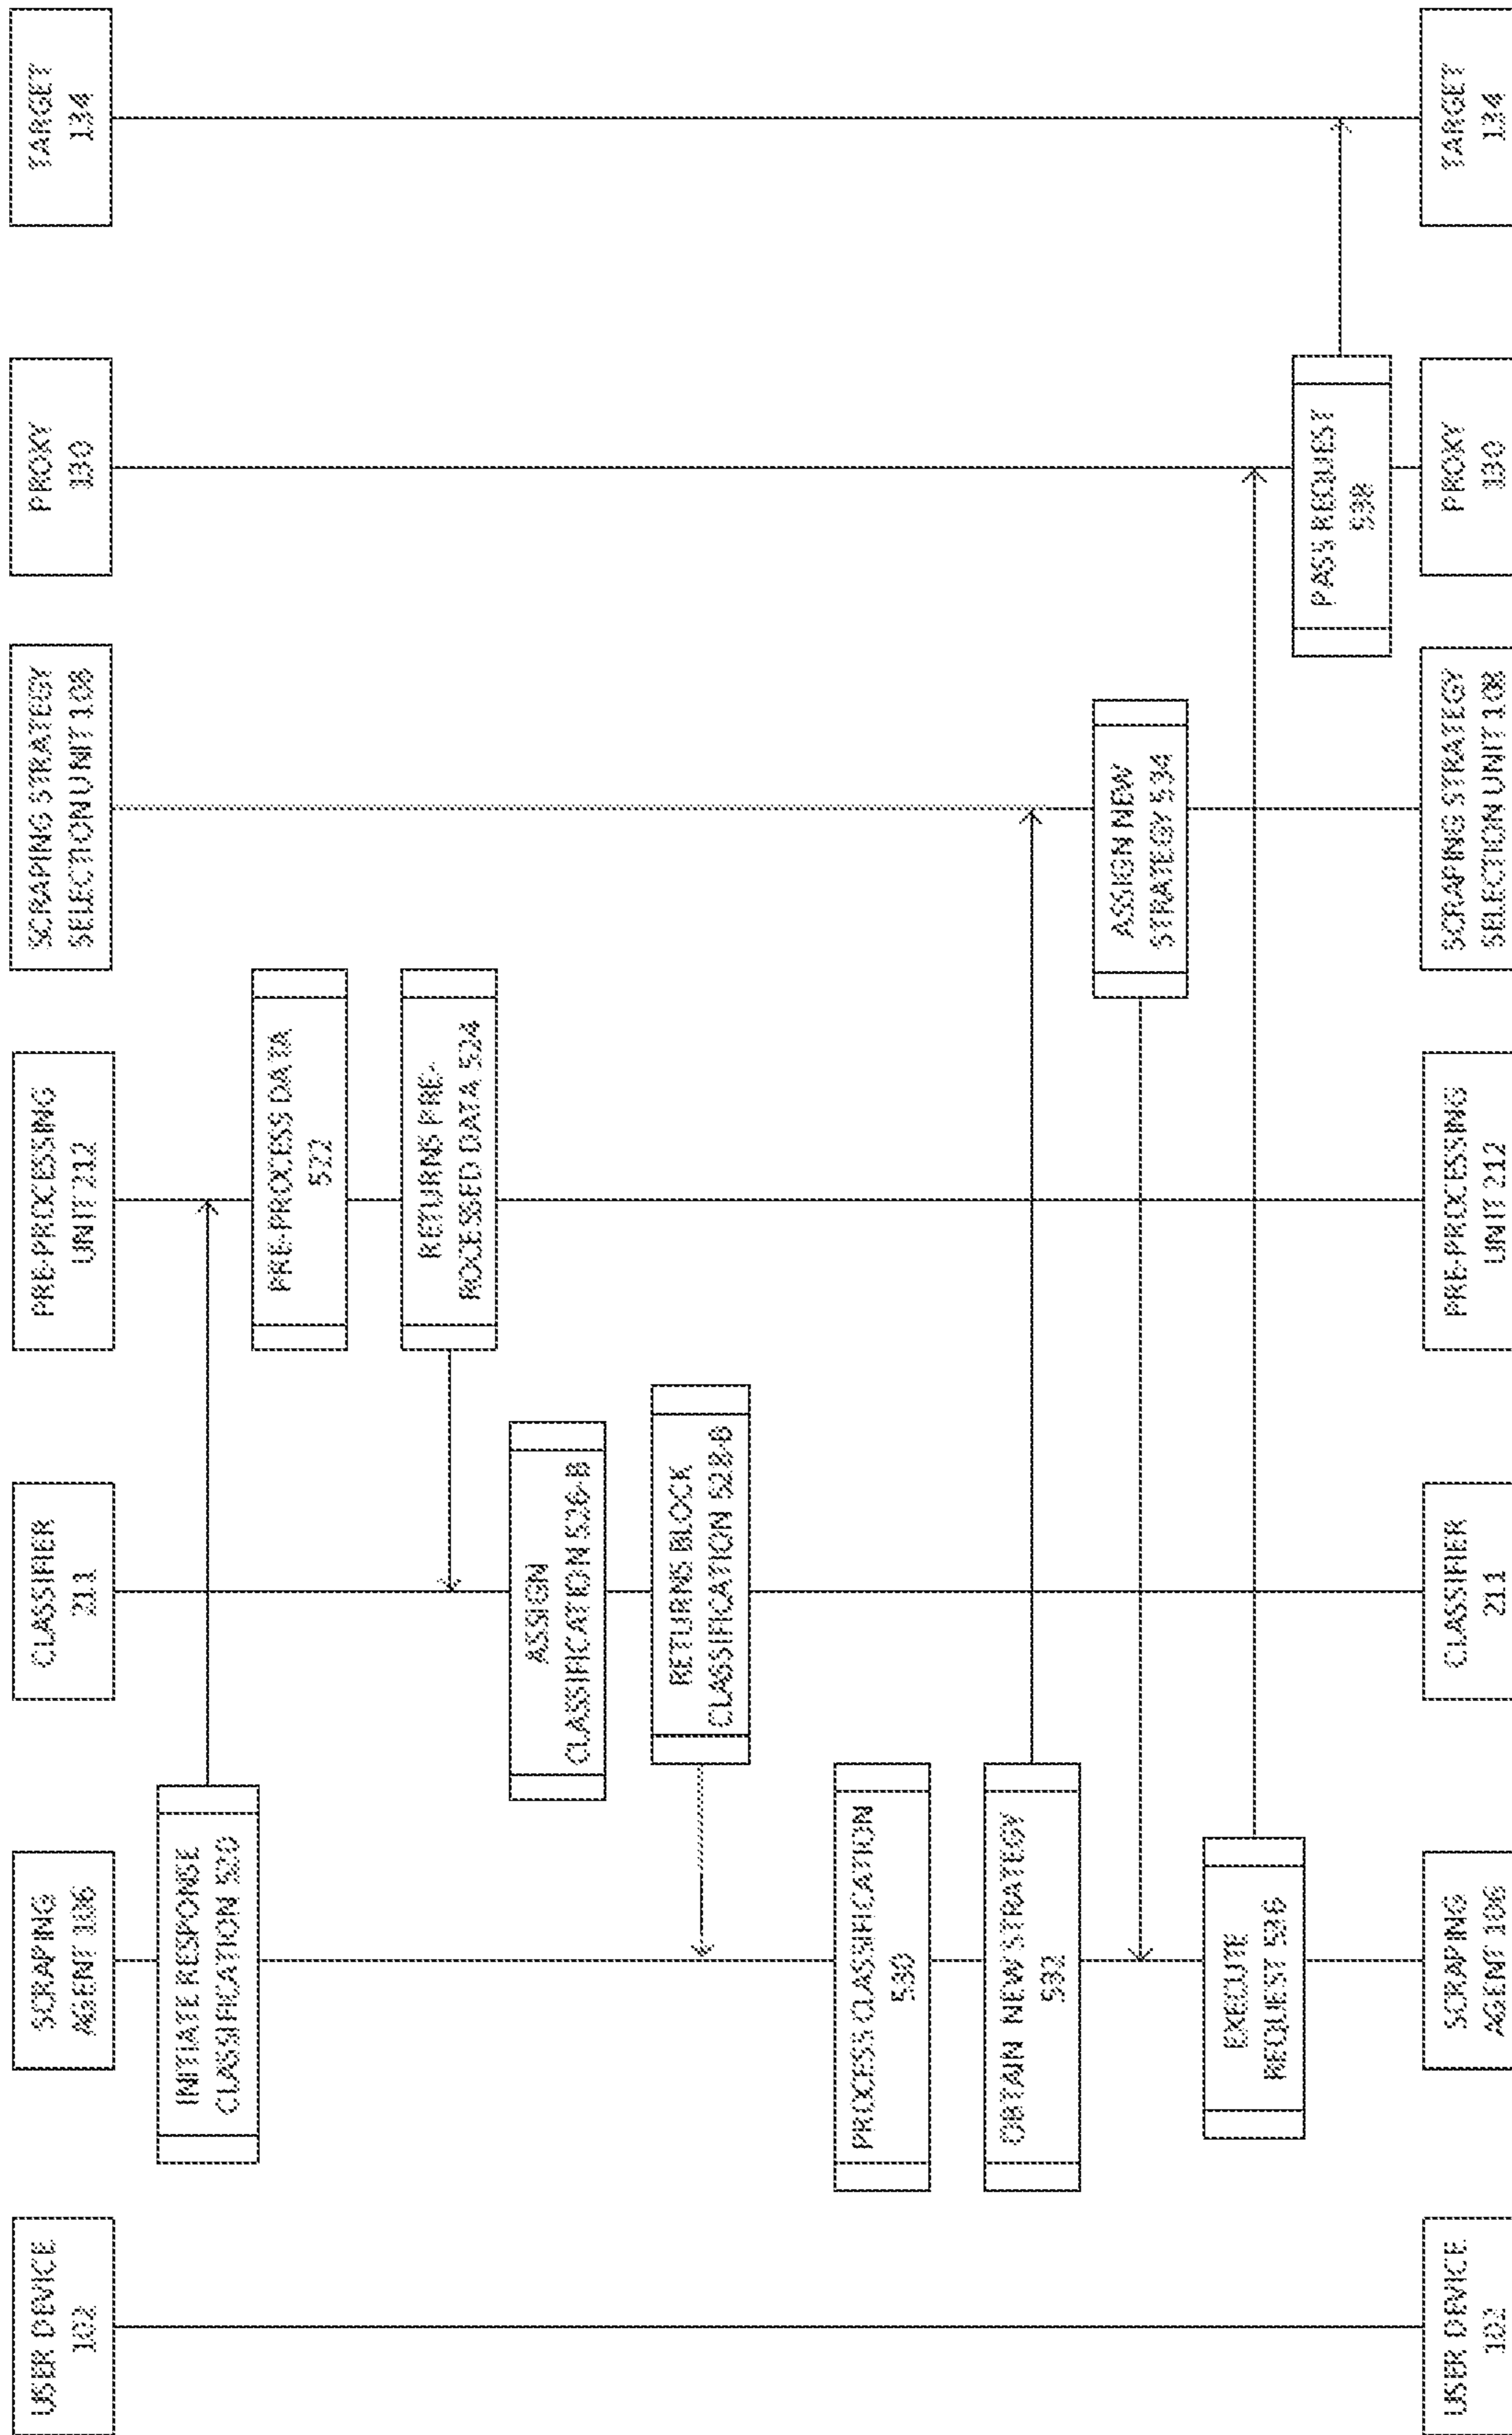 USER DEVICE
102
SCRAPING
AGENT 106
CLASSIFIER
211
PRE-PROCESSING
UNIT 212
SCRAPING STRATEGY
SELECTION UNIT 108
PROXY
130
TARGET
134
INITIATE RESPONSE
CLASSIFICATION 520
PRE-PROCESS DATA
522
RETURNS PRE-
ROCESSED DATA 524
ASSIGN
CLASSIFICATION 526-B
RETURNS BLOCK
CLASSIFICATION 528-B
PROCESS CLASSIFICATION
530
OBTAIN NEW STRATEGY
532
ASSIGN NEW
STRATEGY 534
EXECUTE
REQUEST 536
PASS REQUEST
538
USER DEVICE
102
SCRAPING
AGENT 106
CLASSIFIER
211
PRE-PROCESSING
UNIT 212
SCRAPING STRATEGY
SELECTION UNIT 108
PROXY
130
TARGET
134